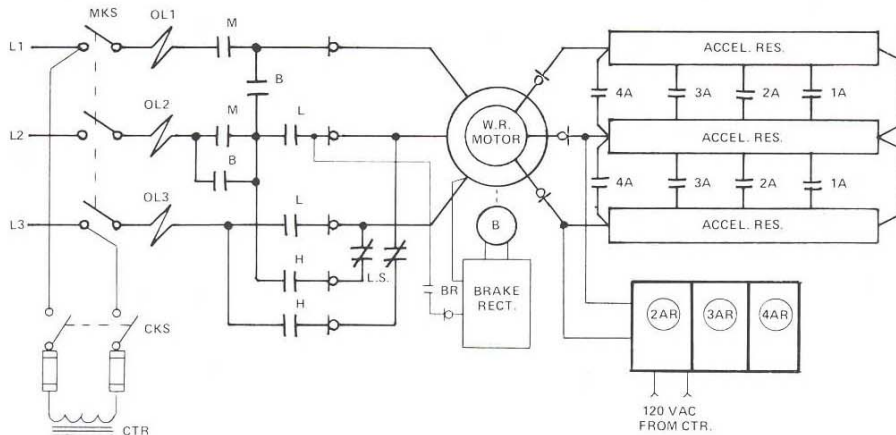 MKS
OL1
M
L1
ACCEL. RES.
B
4A
3A
2A
1A
OL2
M
L
L2
W.R.
MOTOR
ACCEL. RES.
B
4A
3A
2A
1A
OL3
L
L3
ACCEL. RES.
B
H
L.S.
BR
BRAKE
RECT.
2AR
3AR
4AR
H
CKS
120 VAC
FROM CTR.
CTR